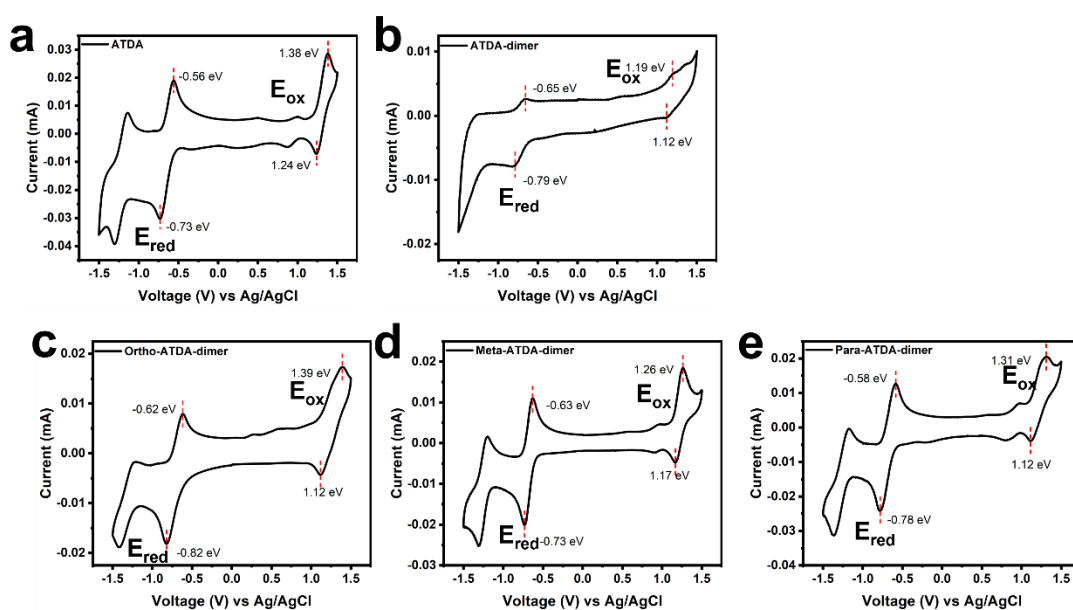 a
ATDA
0.03
0.02
0.01
0.00
-0.01
-0.02
-0.03
-0.04
Current (mA)
-0.56 eV
1.38 eV
Eox
1.24 eV
-0.73 eV
Ered
-1.5 -1.0 -0.5 0.0 0.5 1.0 1.5
Voltage (V) vs Ag/AgCl
b
ATDA-dimer
0.01
0.00
-0.01
-0.02
Current (mA)
-0.65 eV
Eox
1.19 eV
1.12 eV
-0.79 eV
Ered
-1.5 -1.0 -0.5 0.0 0.5 1.0 1.5
Voltage (V) vs Ag/AgCl
c
Ortho-ATDA-dimer
0.02
0.01
0.00
-0.01
-0.02
Current (mA)
-0.62 eV
1.39 eV
Eox
1.12 eV
Ered
-0.82 eV
-1.5 -1.0 -0.5 0.0 0.5 1.0 1.5
Voltage (V) vs Ag/AgCl
d
Meta-ATDA-dimer
0.02
0.01
0.00
-0.01
-0.02
-0.03
Current (mA)
-0.63 eV
1.26 eV
Eox
1.17 eV
Ered
-0.73 eV
-1.5 -1.0 -0.5 0.0 0.5 1.0 1.5
Voltage (V) vs Ag/AgCl
e
Para-ATDA-dimer
0.02
0.01
0.00
-0.01
-0.02
-0.03
-0.04
Current (mA)
-0.58 eV
1.31 eV
Eox
1.12 eV
-0.78 eV
Ered
-1.5 -1.0 -0.5 0.0 0.5 1.0 1.5
Voltage (V) vs Ag/AgCl